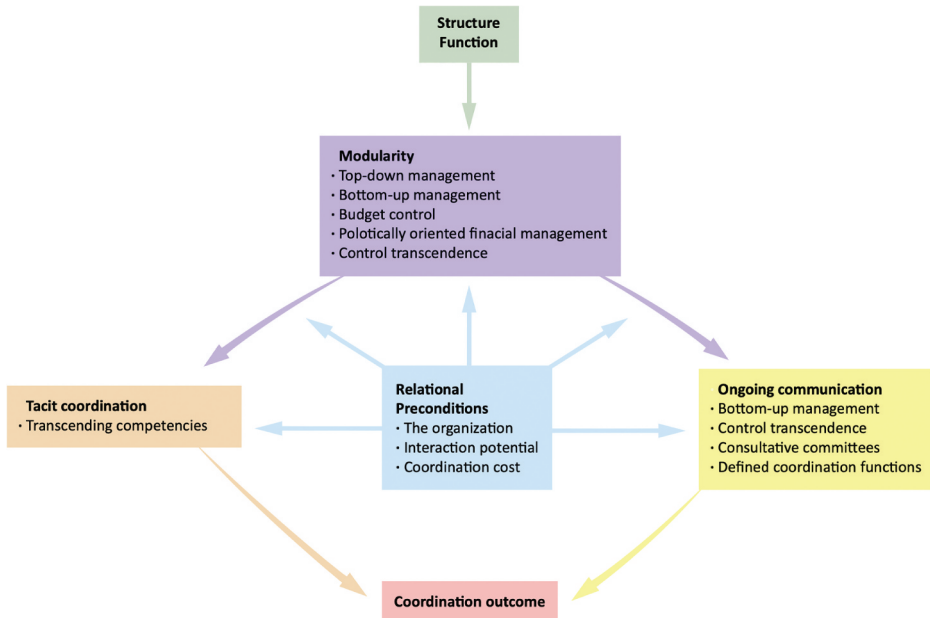 Structure
Function
Modularity
· Top-down management
· Bottom-up management
· Budget control
· Polotically oriented finacial management
· Control transcendence
Tacit coordination
· Transcending competencies
Relational
Preconditions
· The organization
· Interaction potential
· Coordination cost
Ongoing communication
· Bottom-up management
· Control transcendence
· Consultative committees
· Defined coordination functions
Coordination outcome